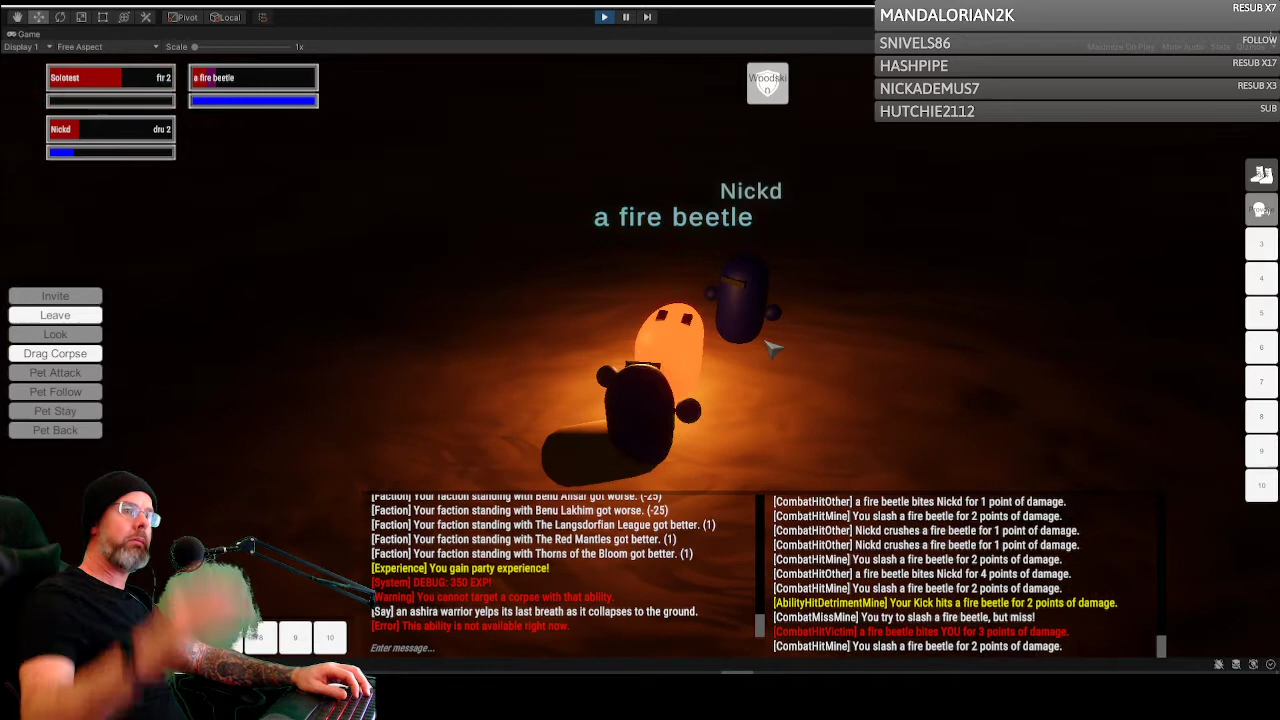 Pivot
Local
Game
Display 1
Free Aspect
Scale
1x
MANDALORIAN2K
RESUB X7
SNIVELS86
FOLLOW
Maximize On Play
Mute Audio
Stats
Gizmos
HASHPIPE
RESUB X17
NICKADEMUS7
RESUB X3
HUTCHIE2112
SUB
Solotest
ftr 2
a fire beetle
Nickd
dru 2
Woodski
n
Nickd
a fire beetle
Provoke
3
4
5
6
7
8
9
10
Invite
Leave
Look
Drag Corpse
Pet Attack
Pet Follow
Pet Stay
Pet Back
8
9
10
[Faction] Your faction standing with Benu Ansar got worse. (-25)
[Faction] Your faction standing with Benu Lakhim got worse. (-25)
[Faction] Your faction standing with The Langsdorfian League got better. (1)
[Faction] Your faction standing with The Red Mantles got better. (1)
[Faction] Your faction standing with Thorns of the Bloom got better. (1)
[Experience] You gain party experience!
[System] DEBUG: 350 EXP!
[Warning] You cannot target a corpse with that ability.
[Say] an ashira warrior yelps its last breath as it collapses to the ground.
[Error] This ability is not available right now.
Enter message...
[CombatHitOther] a fire beetle bites Nickd for 1 point of damage.
[CombatHitMine] You slash a fire beetle for 2 points of damage.
[CombatHitOther] Nickd crushes a fire beetle for 1 point of damage.
[CombatHitOther] Nickd crushes a fire beetle for 1 point of damage.
[CombatHitMine] You slash a fire beetle for 2 points of damage.
[CombatHitOther] a fire beetle bites Nickd for 4 points of damage.
[CombatHitMine] You slash a fire beetle for 2 points of damage.
[AbilityHitDetrimentMine] Your Kick hits a fire beetle for 2 points of damage.
[CombatMissMine] You try to slash a fire beetle, but miss!
[CombatHitVictim] a fire beetle bites YOU for 3 points of damage.
[CombatHitMine] You slash a fire beetle for 2 points of damage.